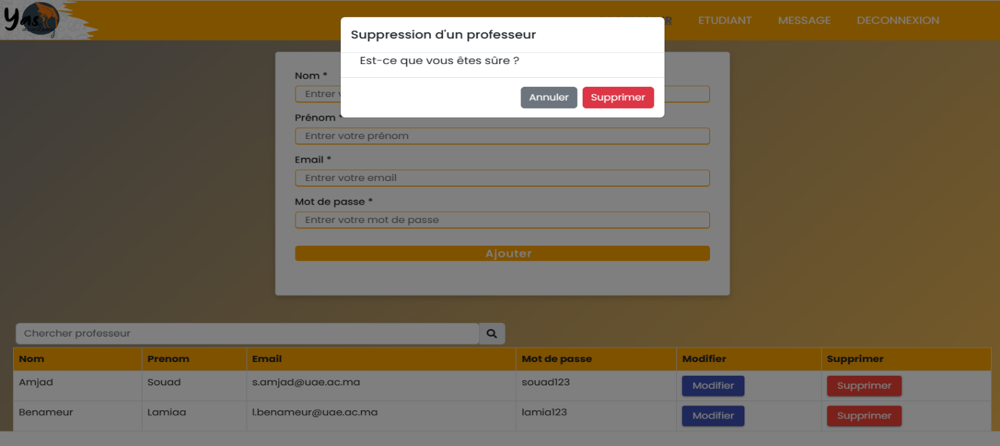 Yas
R ETUDIANT MESSAGE DECONNEXION
Suppression d'un professeur
Est-ce que vous êtes sûre ?
Annuler Supprimer
Nom *
Entrer
Prénom *
Entrer votre prénom
Email *
Entrer votre email
Mot de passe *
Entrer votre mot de passe
Ajouter
Chercher professeur
Nom Prenom Email Mot de passe Modifier Supprimer
Amjad Souad s.amjad@uae.ac.ma souad123 Modifier Supprimer
Benameur Lamiaa l.benameur@uae.ac.ma lamia123 Modifier Supprimer